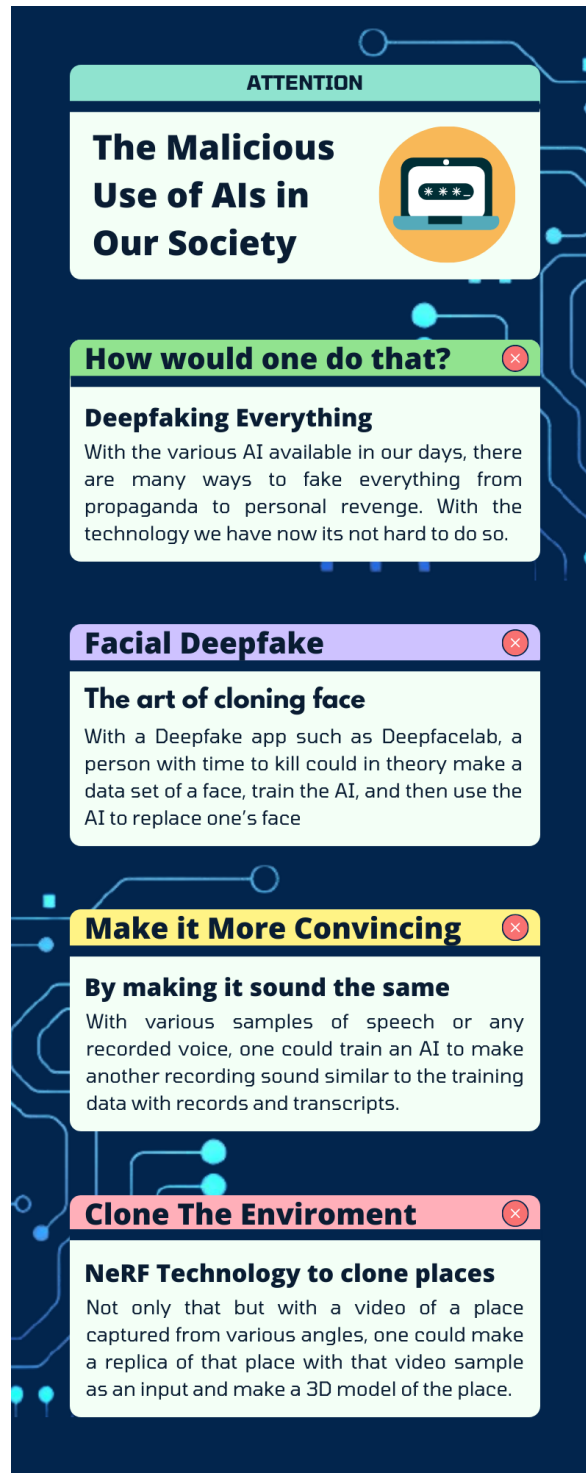 ATTENTION
The Malicious
Use of AIs in
Our Society
***_
How would one do that?
Deepfaking Everything
With the various AI available in our days, there
are many ways to fake everything from
propaganda to personal revenge. With the
technology we have now its not hard to do so.
Facial Deepfake
The art of cloning face
With a Deepfake app such as Deepfacelab, a
person with time to kill could in theory make a
data set of a face, train the AI, and then use the
AI to replace one's face
Make it More Convincing
By making it sound the same
With various samples of speech or any
recorded voice, one could train an AI to make
another recording sound similar to the training
data with records and transcripts.
Clone The Enviroment
NeRF Technology to clone places
Not only that but with a video of a place
captured from various angles, one could make
a replica of that place with that video sample
as an input and make a 3D model of the place.